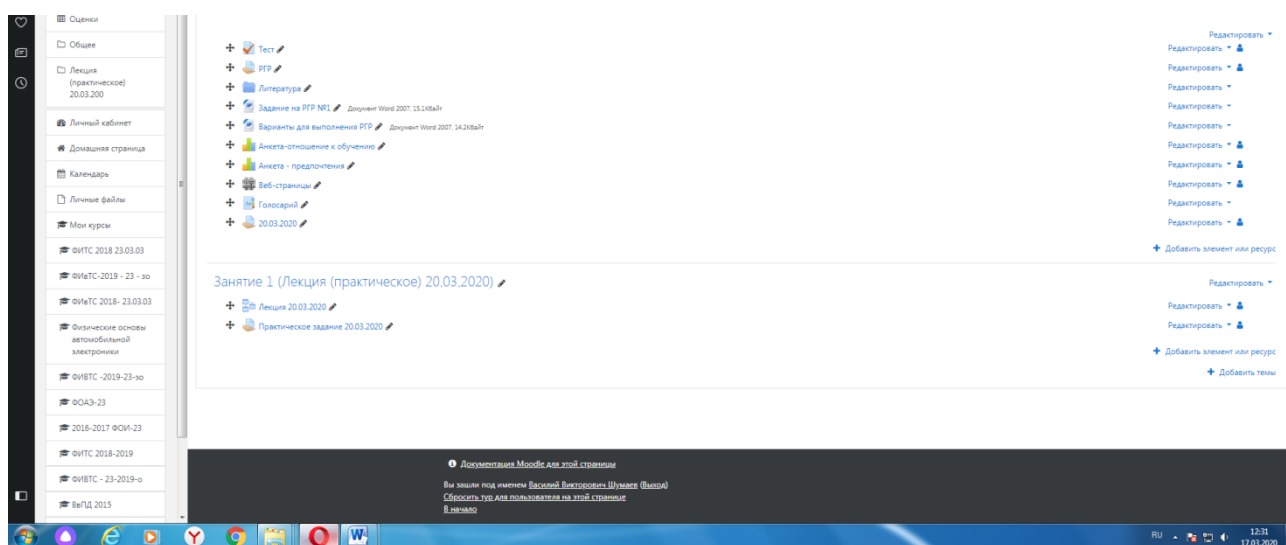 Оценки
Общее
Лекция
(практическое)
20.03.200
Личный кабинет
Домашняя страница
Календарь
Личные файлы
Мои курсы
ФИТС 2018 23.03.03
ФИвТС-2019 - 23 - зо
ФИвТС 2018- 23.03.03
Физические основы
автомобильной
электроники
ФИВТС -2019-23-зо
ФОАЭ-23
2016-2017 ФОИ-23
ФИТС 2018-2019
ФИВТС - 23-2019-о
ВеПД 2015
Редактировать
Тест Редактировать
РГР Редактировать
Литература Редактировать
Задание на РГР №1 Документ Word 2007, 15.1Кбайт Редактировать
Варианты для выполнения РГР Документ Word 2007, 14.2Кбайт Редактировать
Анкета-отношение к обучению Редактировать
Анкета - предпочтения Редактировать
Веб-страницы Редактировать
Голосарий Редактировать
20.03.2020 Редактировать
Добавить элемент или ресурс
Занятие 1 (Лекция (практическое) 20.03.2020) Редактировать
Лекция 20.03.2020 Редактировать
Практическое задание 20.03.2020 Редактировать
Добавить элемент или ресурс
Добавить темы
Документация Moodle для этой страницы
Вы зашли под именем Василий Викторович Шумаев (Выход)
Сбросить тур для пользователя на этой странице
В начало
RU 12:31
17.03.2020